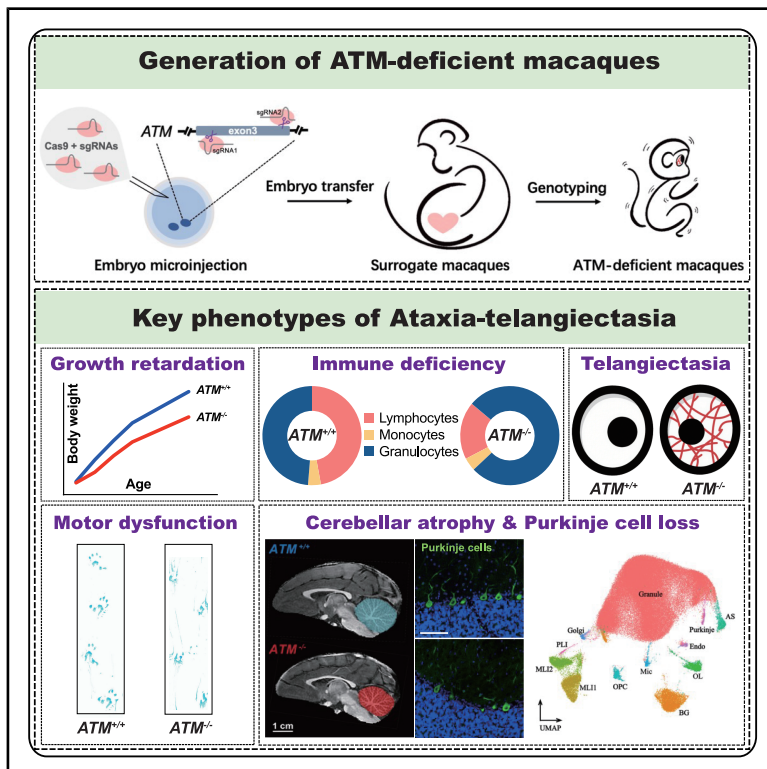 Generation of ATM-deficient macaques
Cas9 + sgRNAs
ATM
sgRNA2
exon3
sgRNA1
Embryo transfer
Genotyping
Embryo microinjection
Surrogate macaques
ATM-deficient macaques
Key phenotypes of Ataxia-telangiectasia
Growth retardation
Body weight
ATM+/+
ATM-/-
Age
Immune deficiency
ATM+/+
Lymphocytes
Monocytes
Granulocytes
ATM-/-
Telangiectasia
ATM+/+
ATM-/-
Motor dysfunction
ATM+/+
ATM-/-
Cerebellar atrophy & Purkinje cell loss
ATM+/+
ATM-/-
1 cm
Purkinje cells
Granule
Golgi
Purkinje
AS
PLI
Endo
MLI2
Mic
OL
OPC
MLI1
BG
UMAP